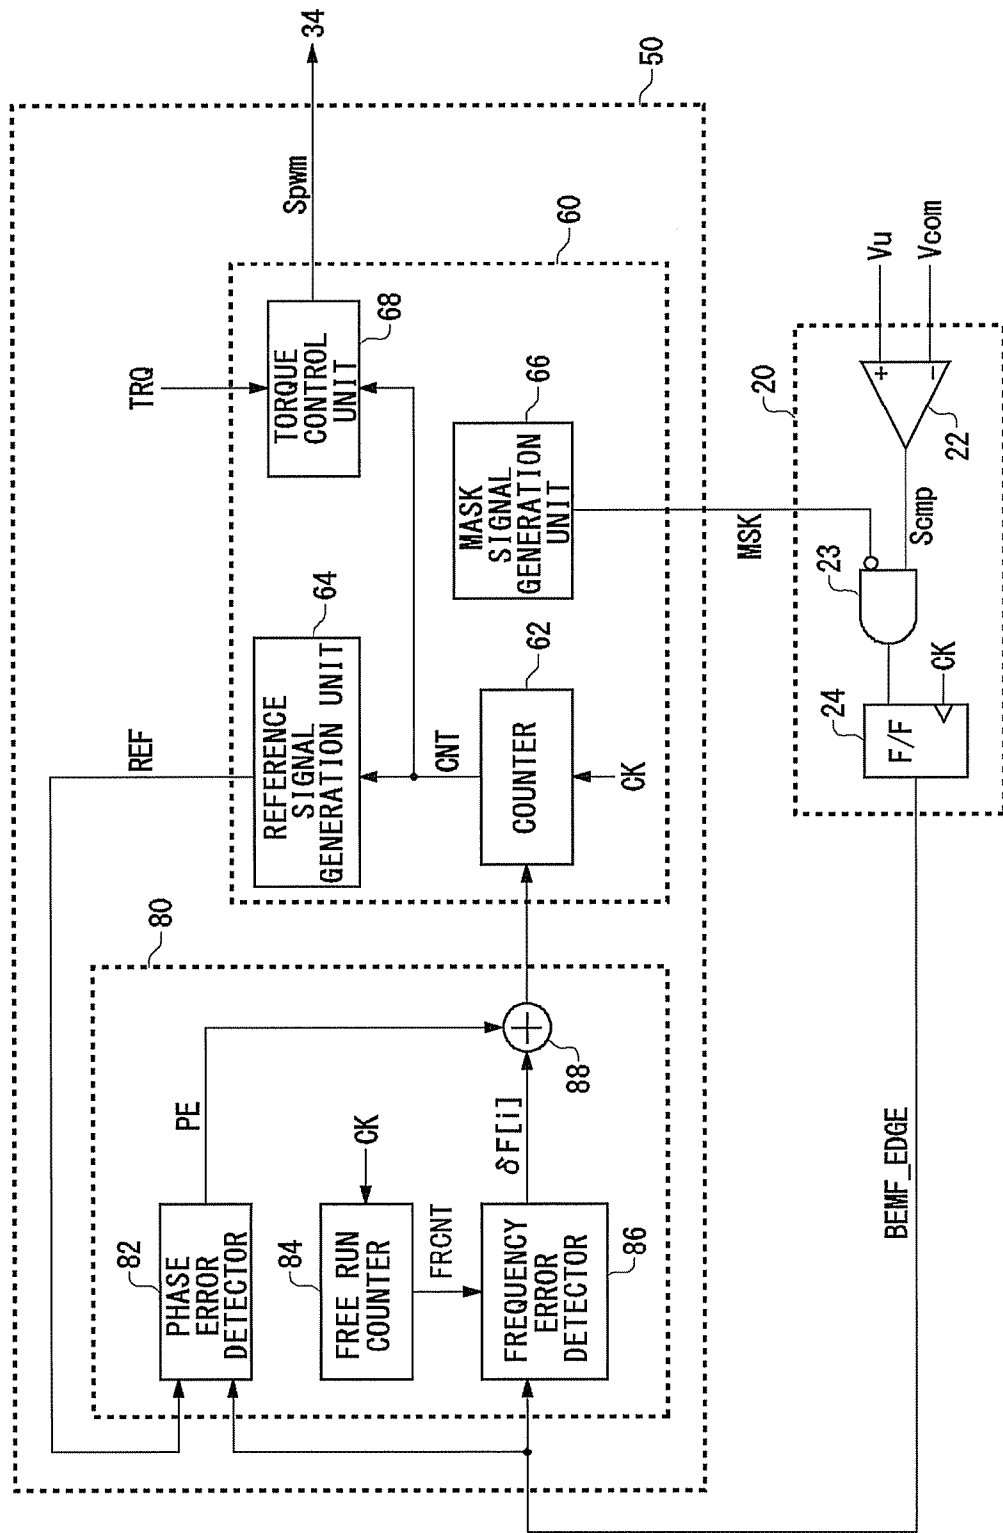 34
50
Spwm
TRQ
TORQUE
CONTROL
UNIT
68
60
REF
REFERENCE
SIGNAL
GENERATION UNIT
64
MASK
SIGNAL
GENERATION
UNIT
66
CNT
COUNTER
62
CK
80
PE
88
PHASE
ERROR
DETECTOR
82
CK
FREE RUN
COUNTER
84
FRCNT
FREQUENCY
ERROR
DETECTOR
86
δF[i]
MSK
BEMF_EDGE
20
Vu
Vcom
+
−
22
Scmp
23
24
F/F
CK